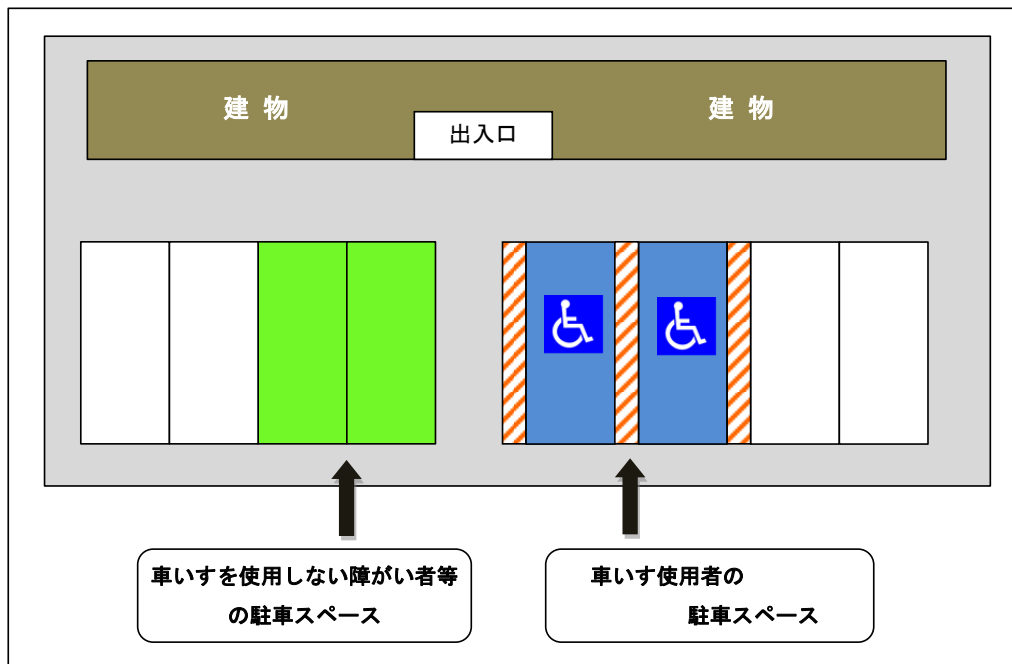 建物
建物
出入口
車いすを使用しない障がい者等
の駐車スペース
車いす使用者の
駐車スペース